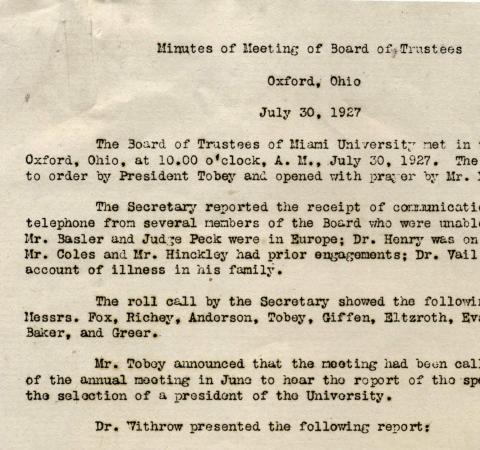 Minutes of Meeting of Board of Trustees
Oxford, Ohio
July 30, 1927
The Board of Trustees of Miami University met in
Oxford, Ohio, at 10.00 o'clock, A. M., July 30, 1927. The
to order by President Tobey and opened with prayer by Mr.
The Secretary reported the receipt of communicatio
telephone from several members of the Board who were unabl
Mr. Basler and Judge Peck were in Europe; Dr. Henry was on
Mr. Coles and Mr. Hinckley had prior engagements; Dr. Vail
account of illness in his family.
The roll call by the Secretary showed the followin
Messrs. Fox, Richey, Anderson, Tobey, Giffen, Eltzroth, Eva
Baker, and Greer.
Mr. Tobey announced that the meeting had been call
of the annual meeting in June to hear the report of the spe
the selection of a president of the University.
Dr. Withrow presented the following report: